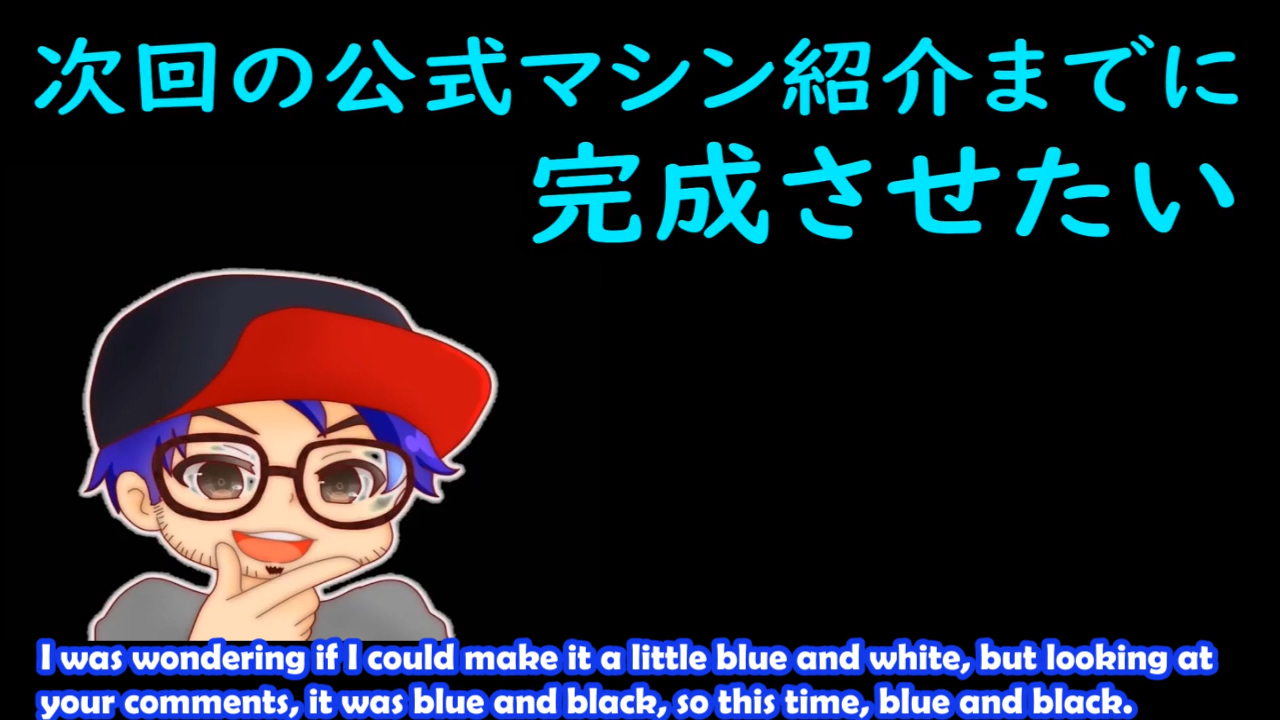 次回の公式マシン紹介までに
完成させたい
I was wondering if I could make it a little blue and white, but looking at
your comments, it was blue and black, so this time, blue and black.